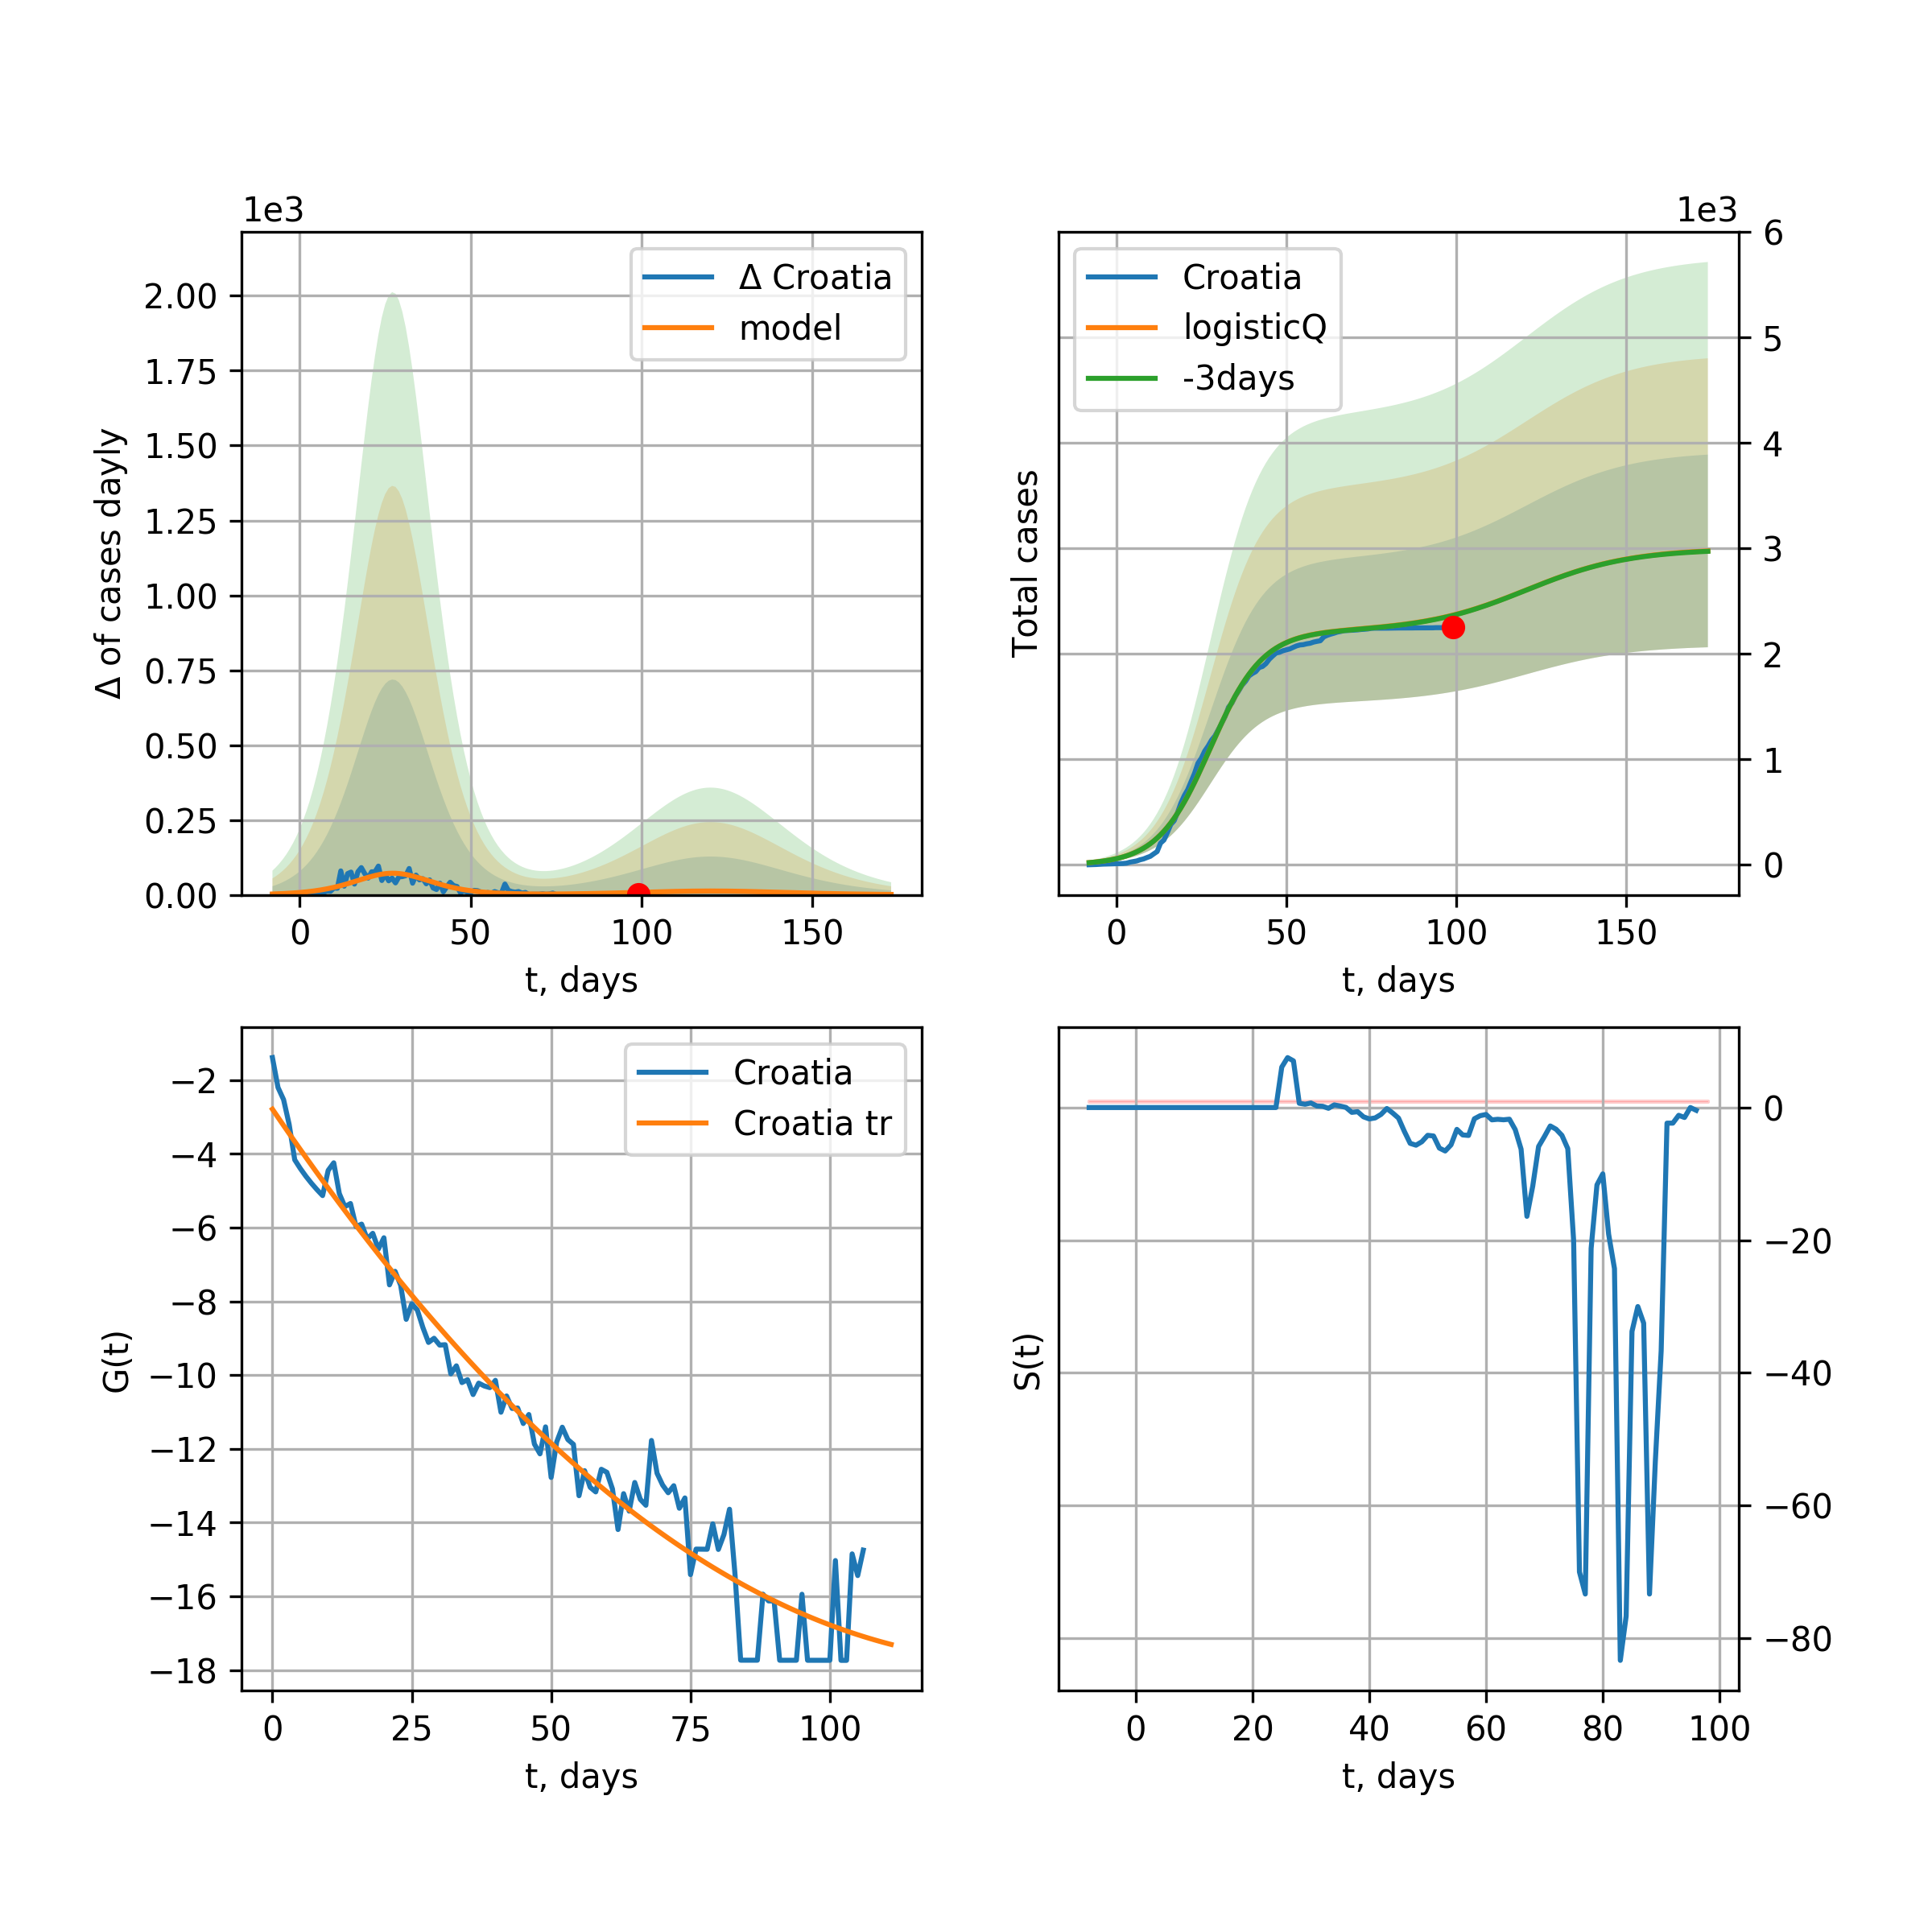 1e3
Δ of cases dayly
2.00
1.75
1.50
1.25
1.00
0.75
0.50
0.25
0.00
Δ Croatia
model
0 50 100 150
t, days
1e3
Total cases
Croatia
logisticQ
-3days
6
5
4
3
2
1
0
0 50 100 150
t, days
G(t)
−2
−4
−6
−8
−10
−12
−14
−16
−18
Croatia
Croatia tr
0 25 50 75 100
t, days
S(t)
0
−20
−40
−60
−80
0 20 40 60 80 100
t, days